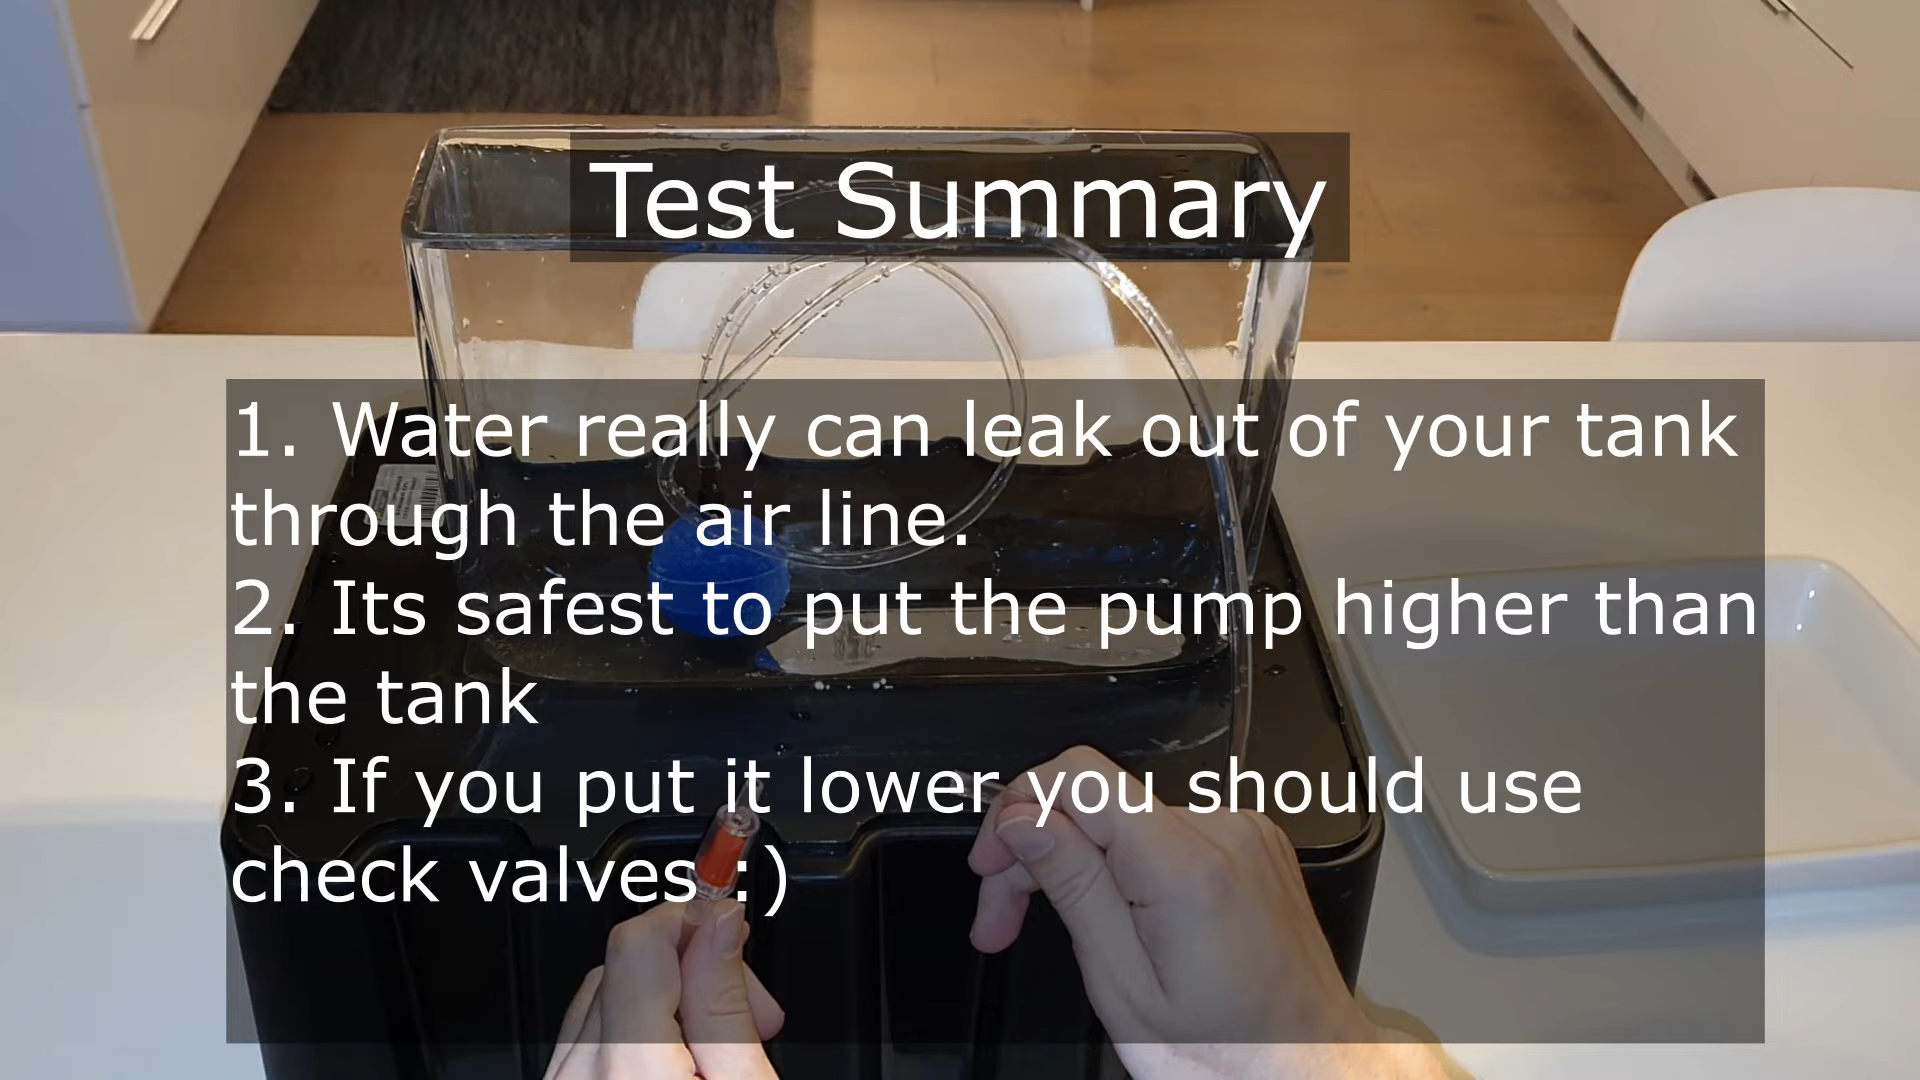 Test Summary
1. Water really can leak out of your tank
through the air line.
2. Its safest to put the pump higher than
the tank
3. If you put it lower you should use
check valves :)